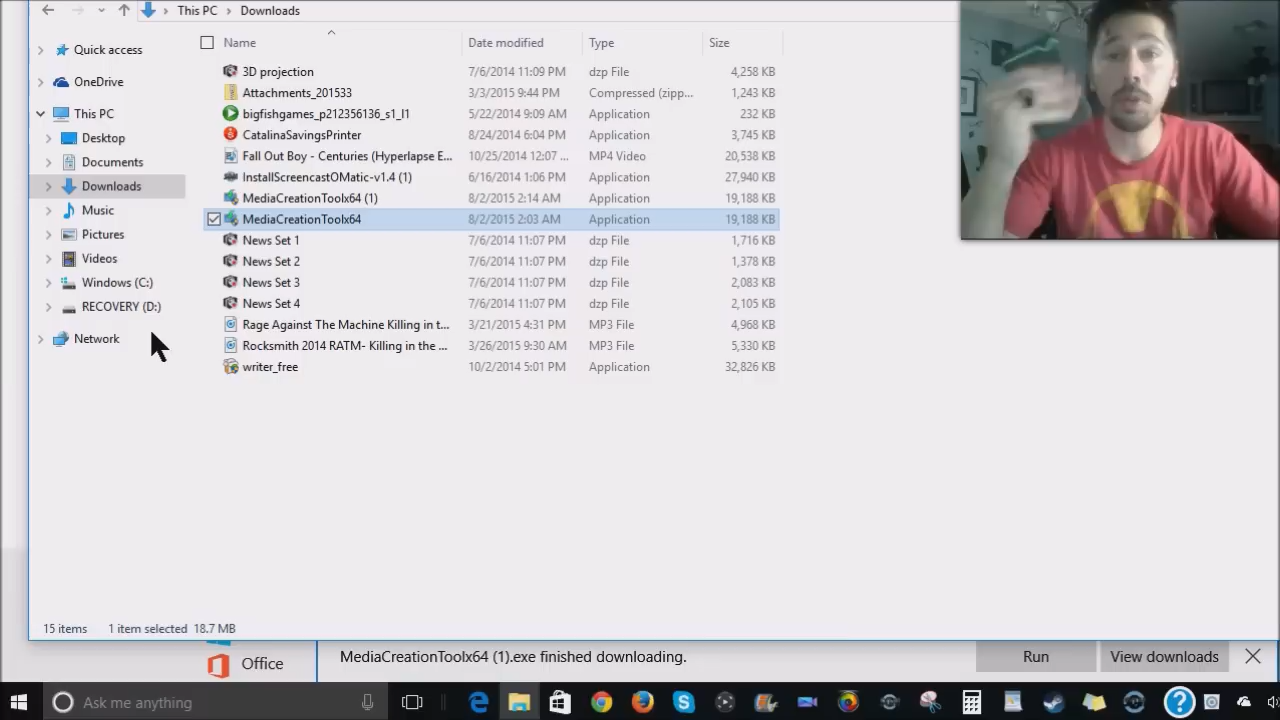 This PC > Downloads
Name Date modified Type Size
Quick access
OneDrive
This PC
Desktop
Documents
Downloads
Music
Pictures
Videos
Windows (C:)
RECOVERY (D:)
Network
3D projection 7/6/2014 11:09 PM dzp File 4,258 KB
Attachments_201533 3/3/2015 9:44 PM Compressed (zipp... 1,243 KB
bigfishgames_p212356136_s1_l1 5/22/2014 9:09 AM Application 232 KB
CatalinaSavingsPrinter 8/24/2014 6:04 PM Application 3,745 KB
Fall Out Boy - Centuries (Hyperlapse E... 10/25/2014 12:07 ... MP4 Video 20,538 KB
InstallScreencastOMatic-v1.4 (1) 6/16/2014 1:06 PM Application 27,940 KB
MediaCreationToolx64 (1) 8/2/2015 2:14 AM Application 19,188 KB
MediaCreationToolx64 8/2/2015 2:03 AM Application 19,188 KB
News Set 1 7/6/2014 11:07 PM dzp File 1,716 KB
News Set 2 7/6/2014 11:07 PM dzp File 1,378 KB
News Set 3 7/6/2014 11:07 PM dzp File 2,083 KB
News Set 4 7/6/2014 11:07 PM dzp File 2,105 KB
Rage Against The Machine Killing in t... 3/21/2015 4:31 PM MP3 File 4,968 KB
Rocksmith 2014 RATM- Killing in the ... 3/26/2015 9:30 AM MP3 File 5,330 KB
writer_free 10/2/2014 5:01 PM Application 32,826 KB
15 items 1 item selected 18.7 MB
Office
MediaCreationToolx64 (1).exe finished downloading. Run View downloads
Ask me anything